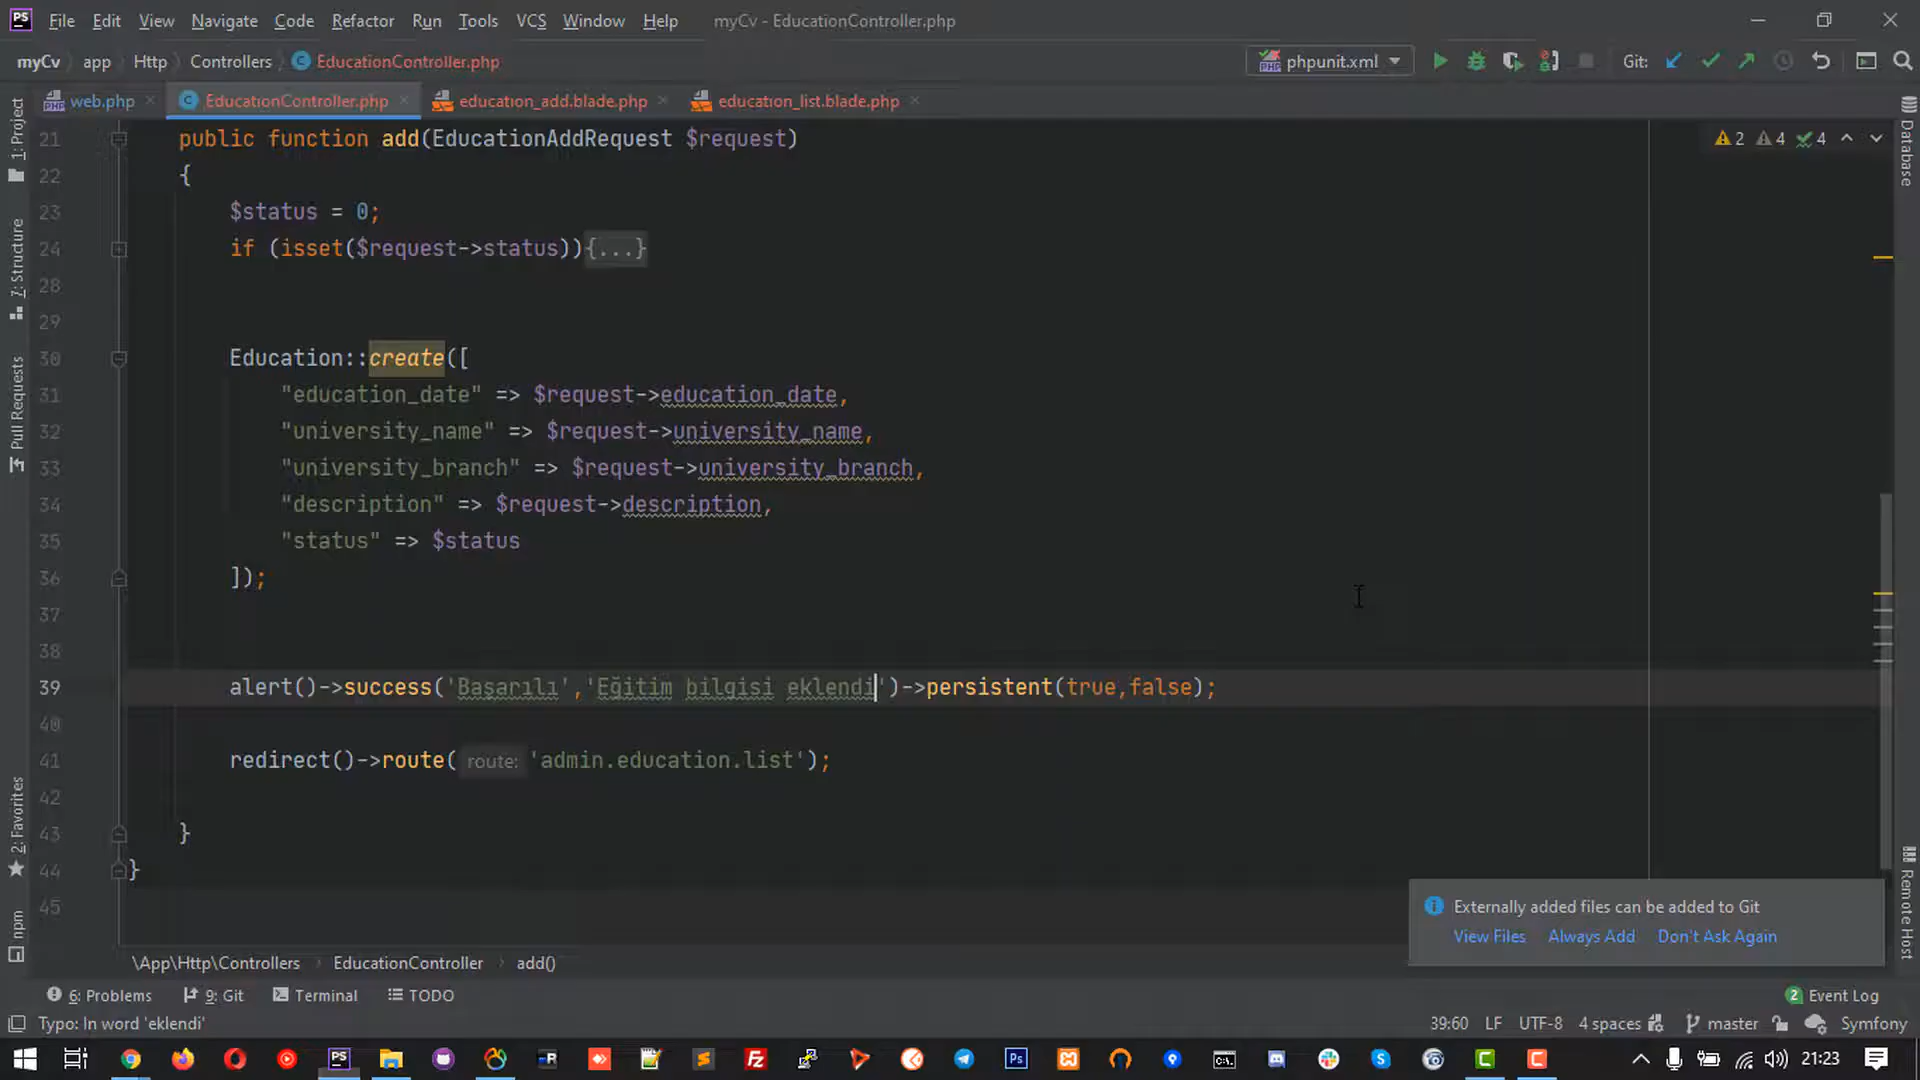 PS File Edit View Navigate Code Refactor Run Tools VCS Window Help myCv - EducationController.php
myCv app Http Controllers EducationController.php phpunit.xml Git:
web.php EducationController.php education_add.blade.php education_list.blade.php
21 public function add(EducationAddRequest $request)
2 4 4
22 {
23 $status = 0;
24 if (isset($request->status)){...}
28
29
30 Education::create([
31 "education_date" => $request->education_date,
32 "university_name" => $request->university_name,
33 "university_branch" => $request->university_branch,
34 "description" => $request->description,
35 "status" => $status
36 ]);
37
38
39 alert()->success('Başarılı','Eğitim bilgisi eklendi')->persistent(true,false);
40
41 redirect()->route( route: 'admin.education.list');
42
43 }
44 }
45
1: Project
7: Structure
Pull Requests
2: Favorites
npm
Database
Remote Host
Externally added files can be added to Git
View Files Always Add Don't Ask Again
\App\Http\Controllers EducationController add()
6: Problems 9: Git Terminal TODO 2 Event Log
Typo: In word 'eklendi' 39:60 LF UTF-8 4 spaces master Symfony
21:23